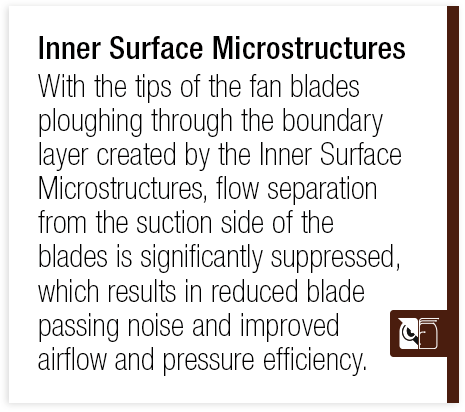 Inner Surface Microstructures
With the tips of the fan blades
ploughing through the boundary
layer created by the Inner Surface
Microstructures, flow separation
from the suction side of the
blades is significantly suppressed,
which results in reduced blade
passing noise and improved
airflow and pressure efficiency.